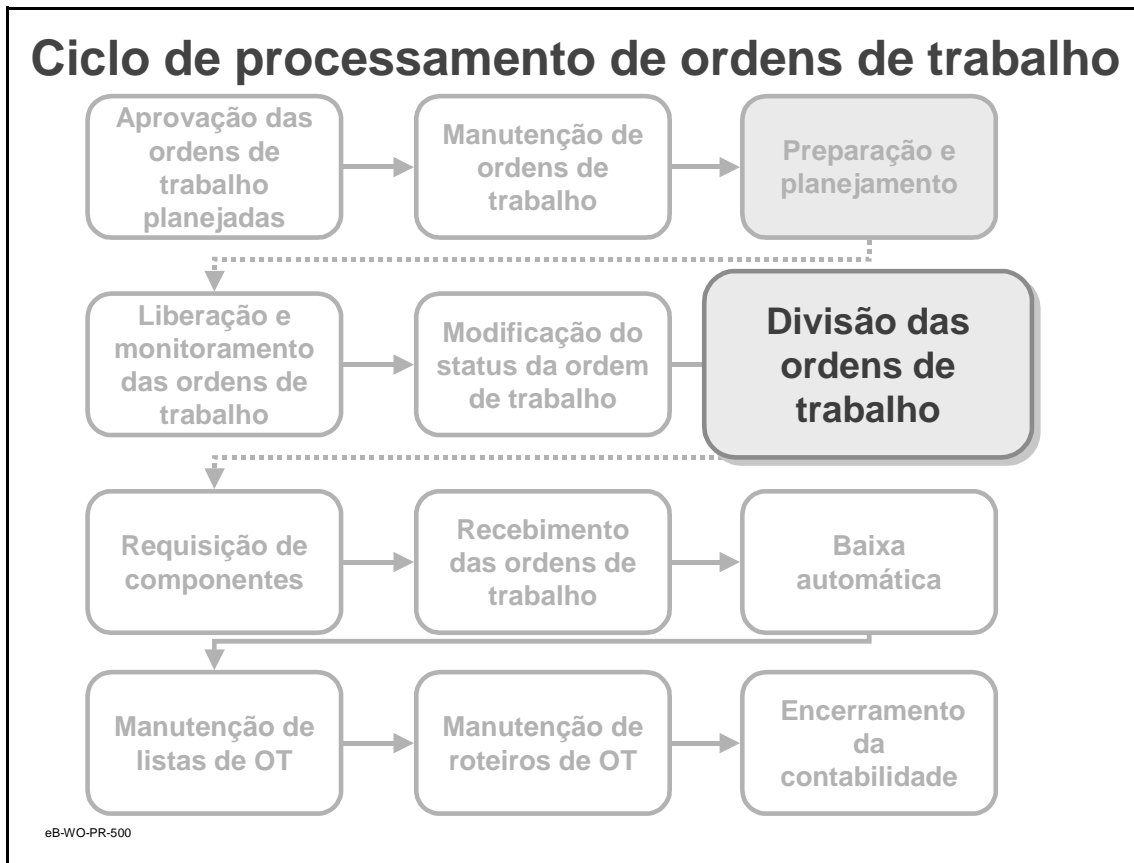 Ciclo de processamento de ordens de trabalho
Aprovação das
ordens de
trabalho
planejadas
Manutenção de
ordens de
trabalho
Preparação e
planejamento
Liberação e
monitoramento
das ordens de
trabalho
Modificação do
status da ordem
de trabalho
Divisão das
ordens de
trabalho
Requisição de
componentes
Recebimento
das ordens de
trabalho
Baixa
automática
Manutenção de
listas de OT
Manutenção de
roteiros de OT
Encerramento
da
contabilidade
eB-WO-PR-500